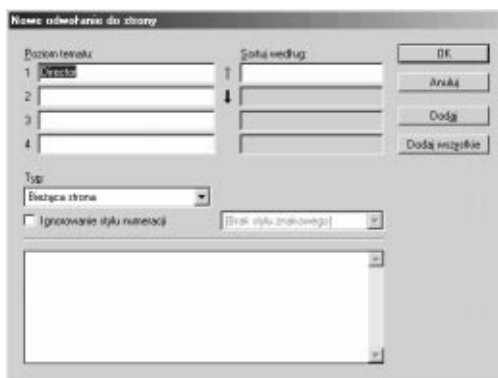 Nowe odwołanie do strony
Poziom tematu: Sortuj według: OK
1 Director
Anuluj
2
3 Dodaj
4 Dodaj wszystkie
Typ:
Bieżąca strona
Ignorowanie stylu numeracji [Brak stylu znakowego]